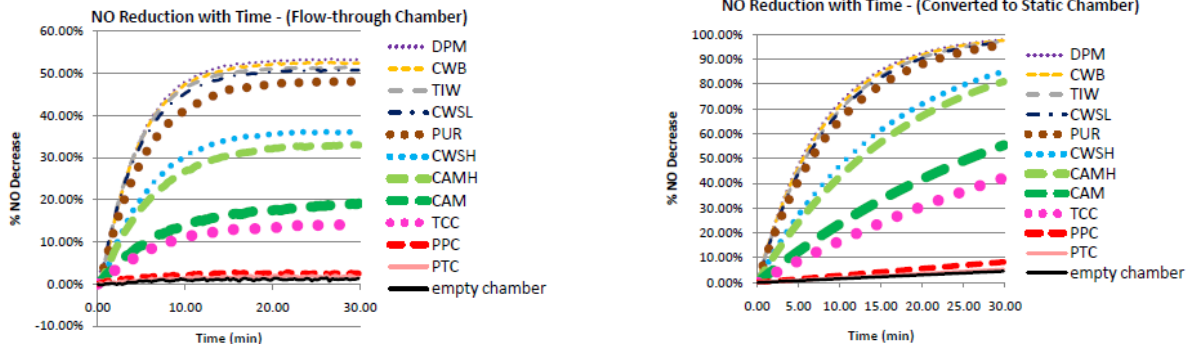 NO Reduction with Time - (Flow-through Chamber)
60.00%
50.00%
40.00%
30.00%
20.00%
10.00%
0.00%
-10.00%
% NO Decrease
0.00
10.00
20.00
30.00
Time (min)
DPM
CWB
TIW
CWSL
PUR
CWSH
CAMH
CAM
TCC
PPC
PTC
empty chamber
NO Reduction with Time - (Converted to Static Chamber)
100.00%
90.00%
80.00%
70.00%
60.00%
50.00%
40.00%
30.00%
20.00%
10.00%
0.00%
% NO Decrease
0.00
5.00
10.00
15.00
20.00
25.00
30.00
Time (min)
DPM
CWB
TIW
CWSL
PUR
CWSH
CAMH
CAM
TCC
PPC
PTC
empty chamber